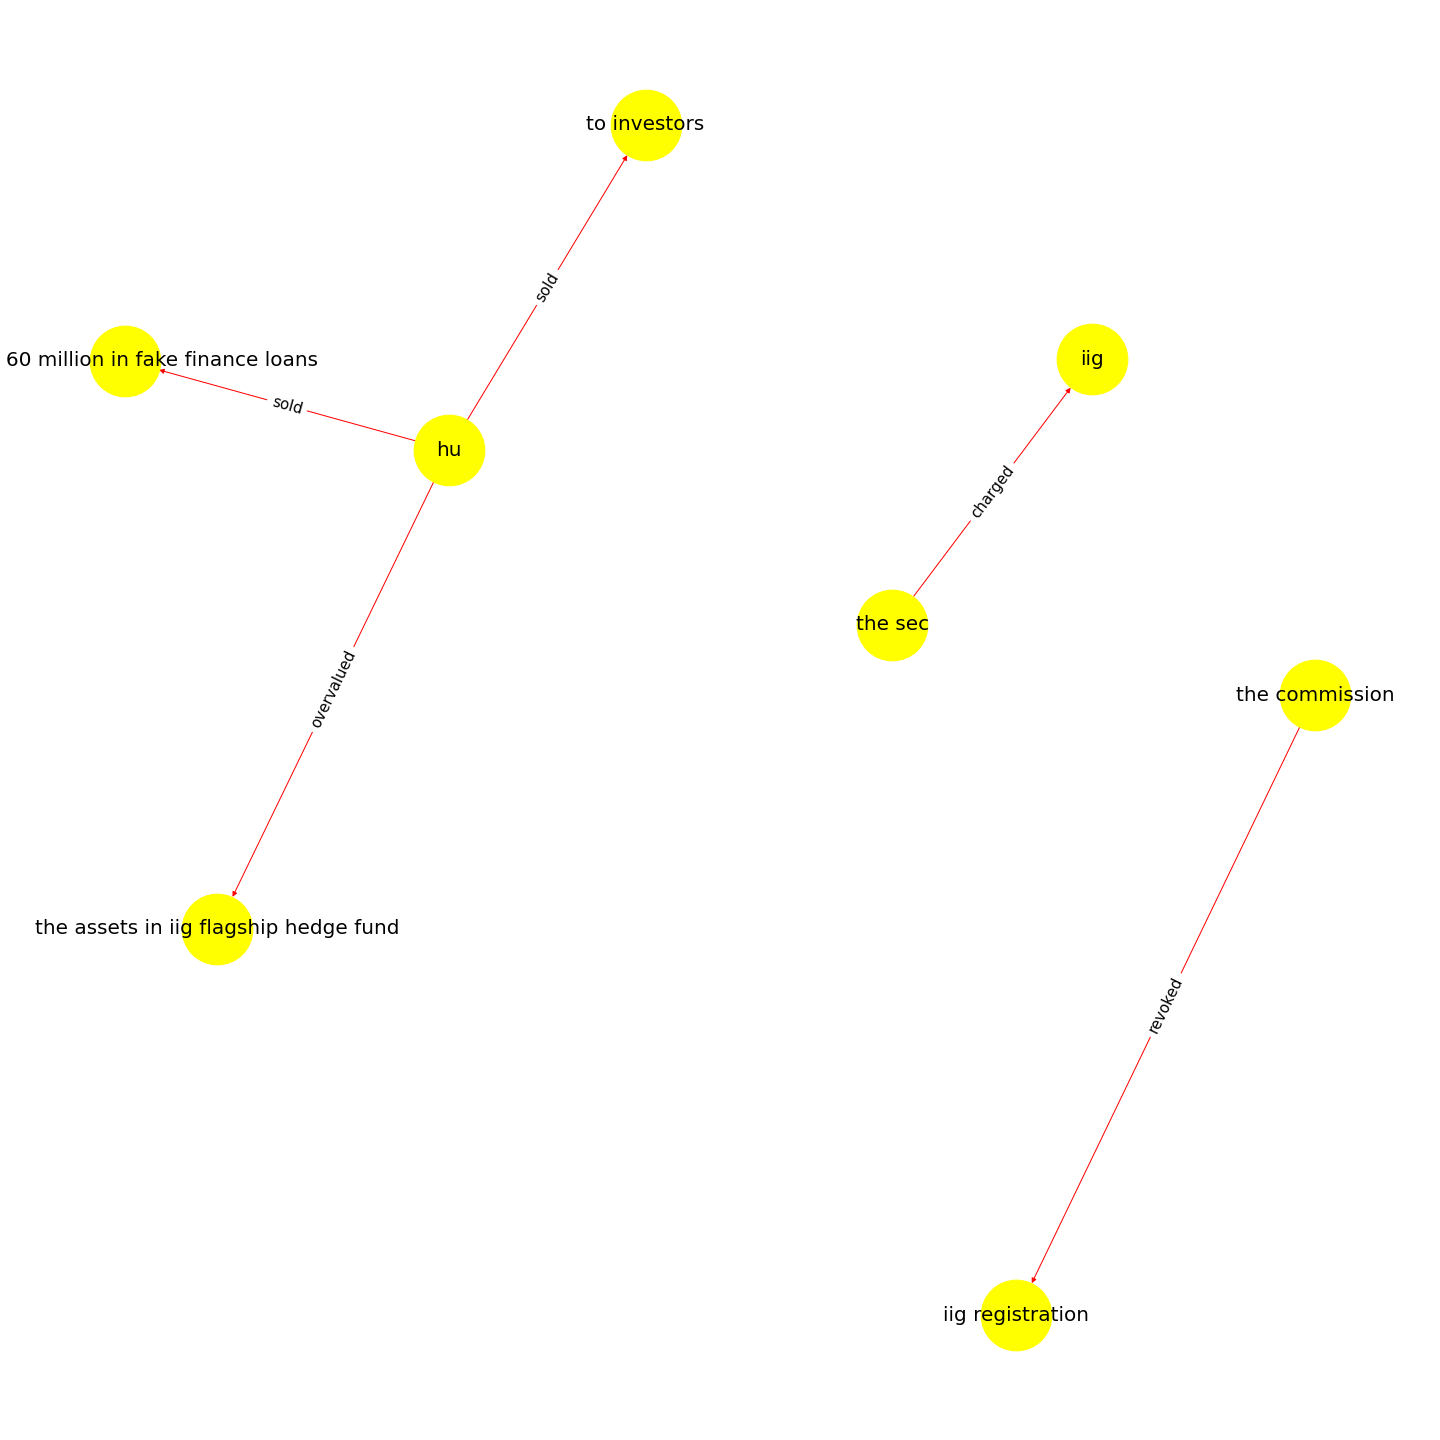 to investors
sold
60 million in fake finance loans
iig
sold
hu
charged
the sec
overvalued
the commission
the assets in iig flagship hedge fund
revoked
iig registration